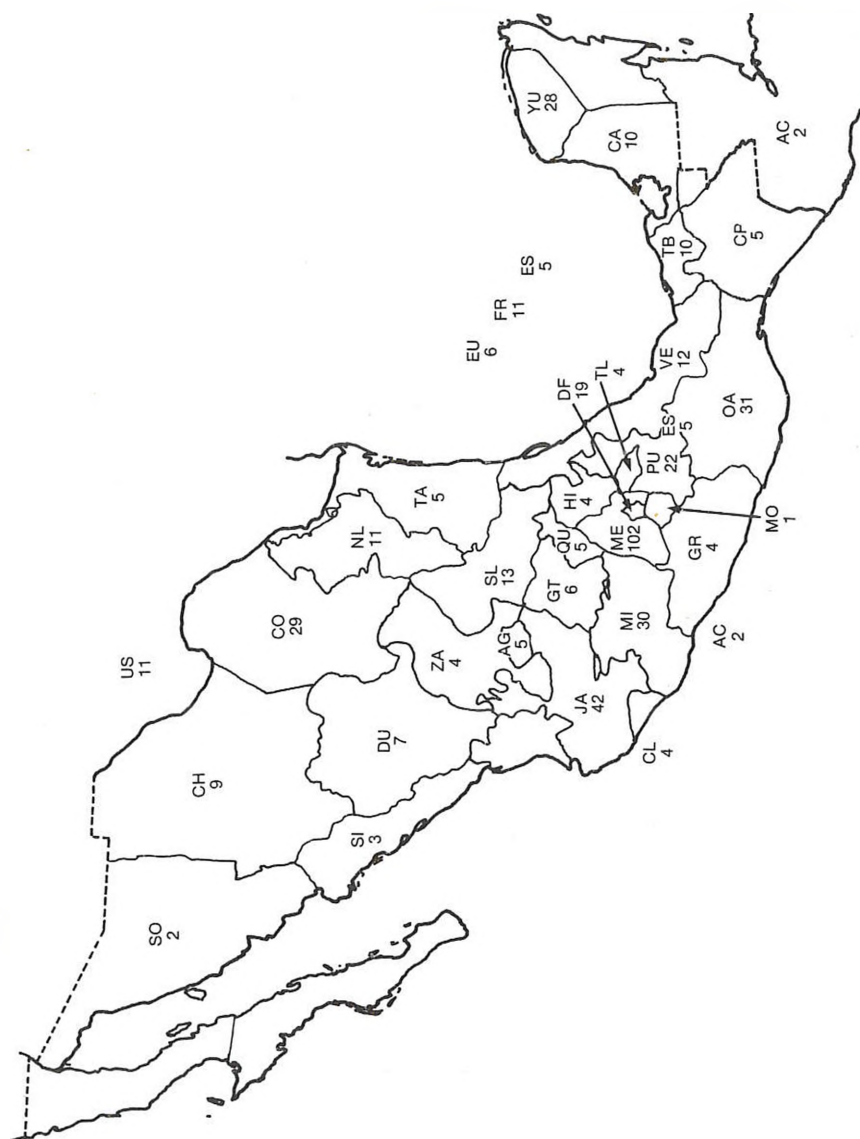 US
11
SO
2
CH
9
CO
29
NL
11
TA
5
SI
3
DU
7
ZA
4
SL
13
AG
5
EU
6
FR
11
ES
5
YU
28
CA
10
JA
42
GT
6
QU
5
HI
4
DF
19
TL
4
CL
4
MI
30
ME
102
PU
22
ES
5
VE
12
TB
10
AC
2
GR
4
MO
1
OA
31
CP
5
AC
2